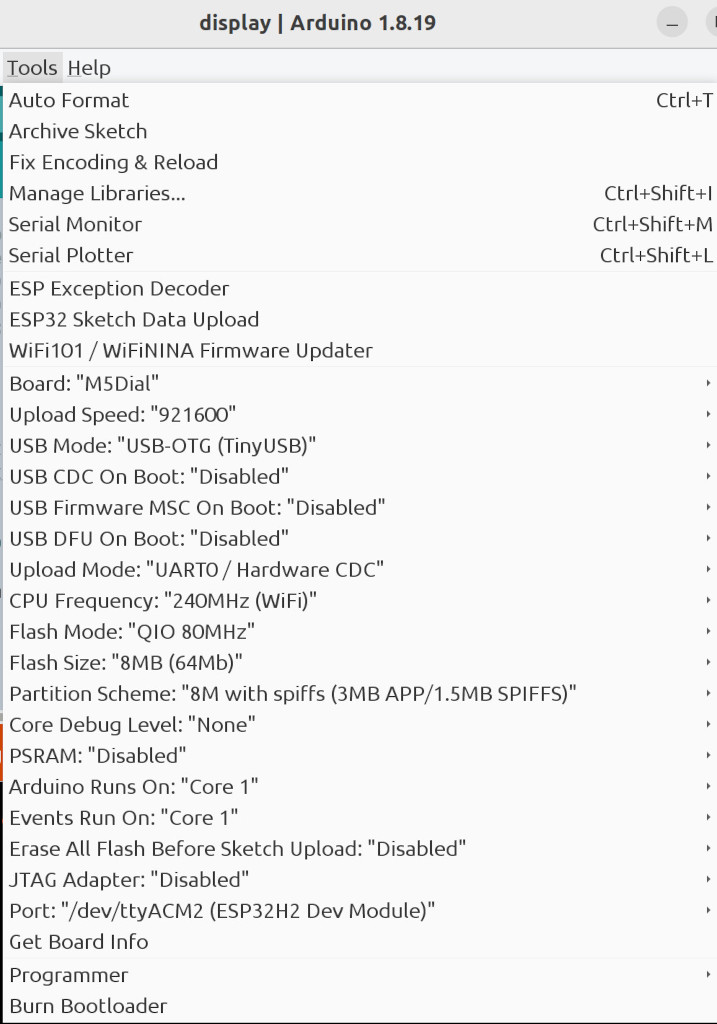 display | Arduino 1.8.19
Tools Help
Auto Format Ctrl+T
Archive Sketch
Fix Encoding & Reload
Manage Libraries... Ctrl+Shift+I
Serial Monitor Ctrl+Shift+M
Serial Plotter Ctrl+Shift+L
ESP Exception Decoder
ESP32 Sketch Data Upload
WiFi101 / WiFiNINA Firmware Updater
Board: "M5Dial"
Upload Speed: "921600"
USB Mode: "USB-OTG (TinyUSB)"
USB CDC On Boot: "Disabled"
USB Firmware MSC On Boot: "Disabled"
USB DFU On Boot: "Disabled"
Upload Mode: "UART0 / Hardware CDC"
CPU Frequency: "240MHz (WiFi)"
Flash Mode: "QIO 80MHz"
Flash Size: "8MB (64Mb)"
Partition Scheme: "8M with spiffs (3MB APP/1.5MB SPIFFS)"
Core Debug Level: "None"
PSRAM: "Disabled"
Arduino Runs On: "Core 1"
Events Run On: "Core 1"
Erase All Flash Before Sketch Upload: "Disabled"
JTAG Adapter: "Disabled"
Port: "/dev/ttyACM2 (ESP32H2 Dev Module)"
Get Board Info
Programmer
Burn Bootloader